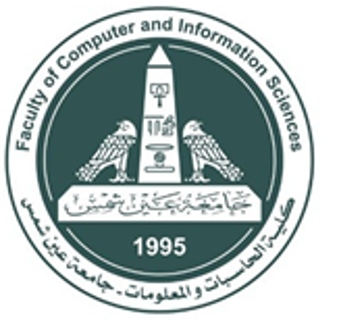 Faculty of Computer and Information Sciences
جامعة عين شمس
1995
كلية الحاسبات والمعلومات - جامعة عين شمس